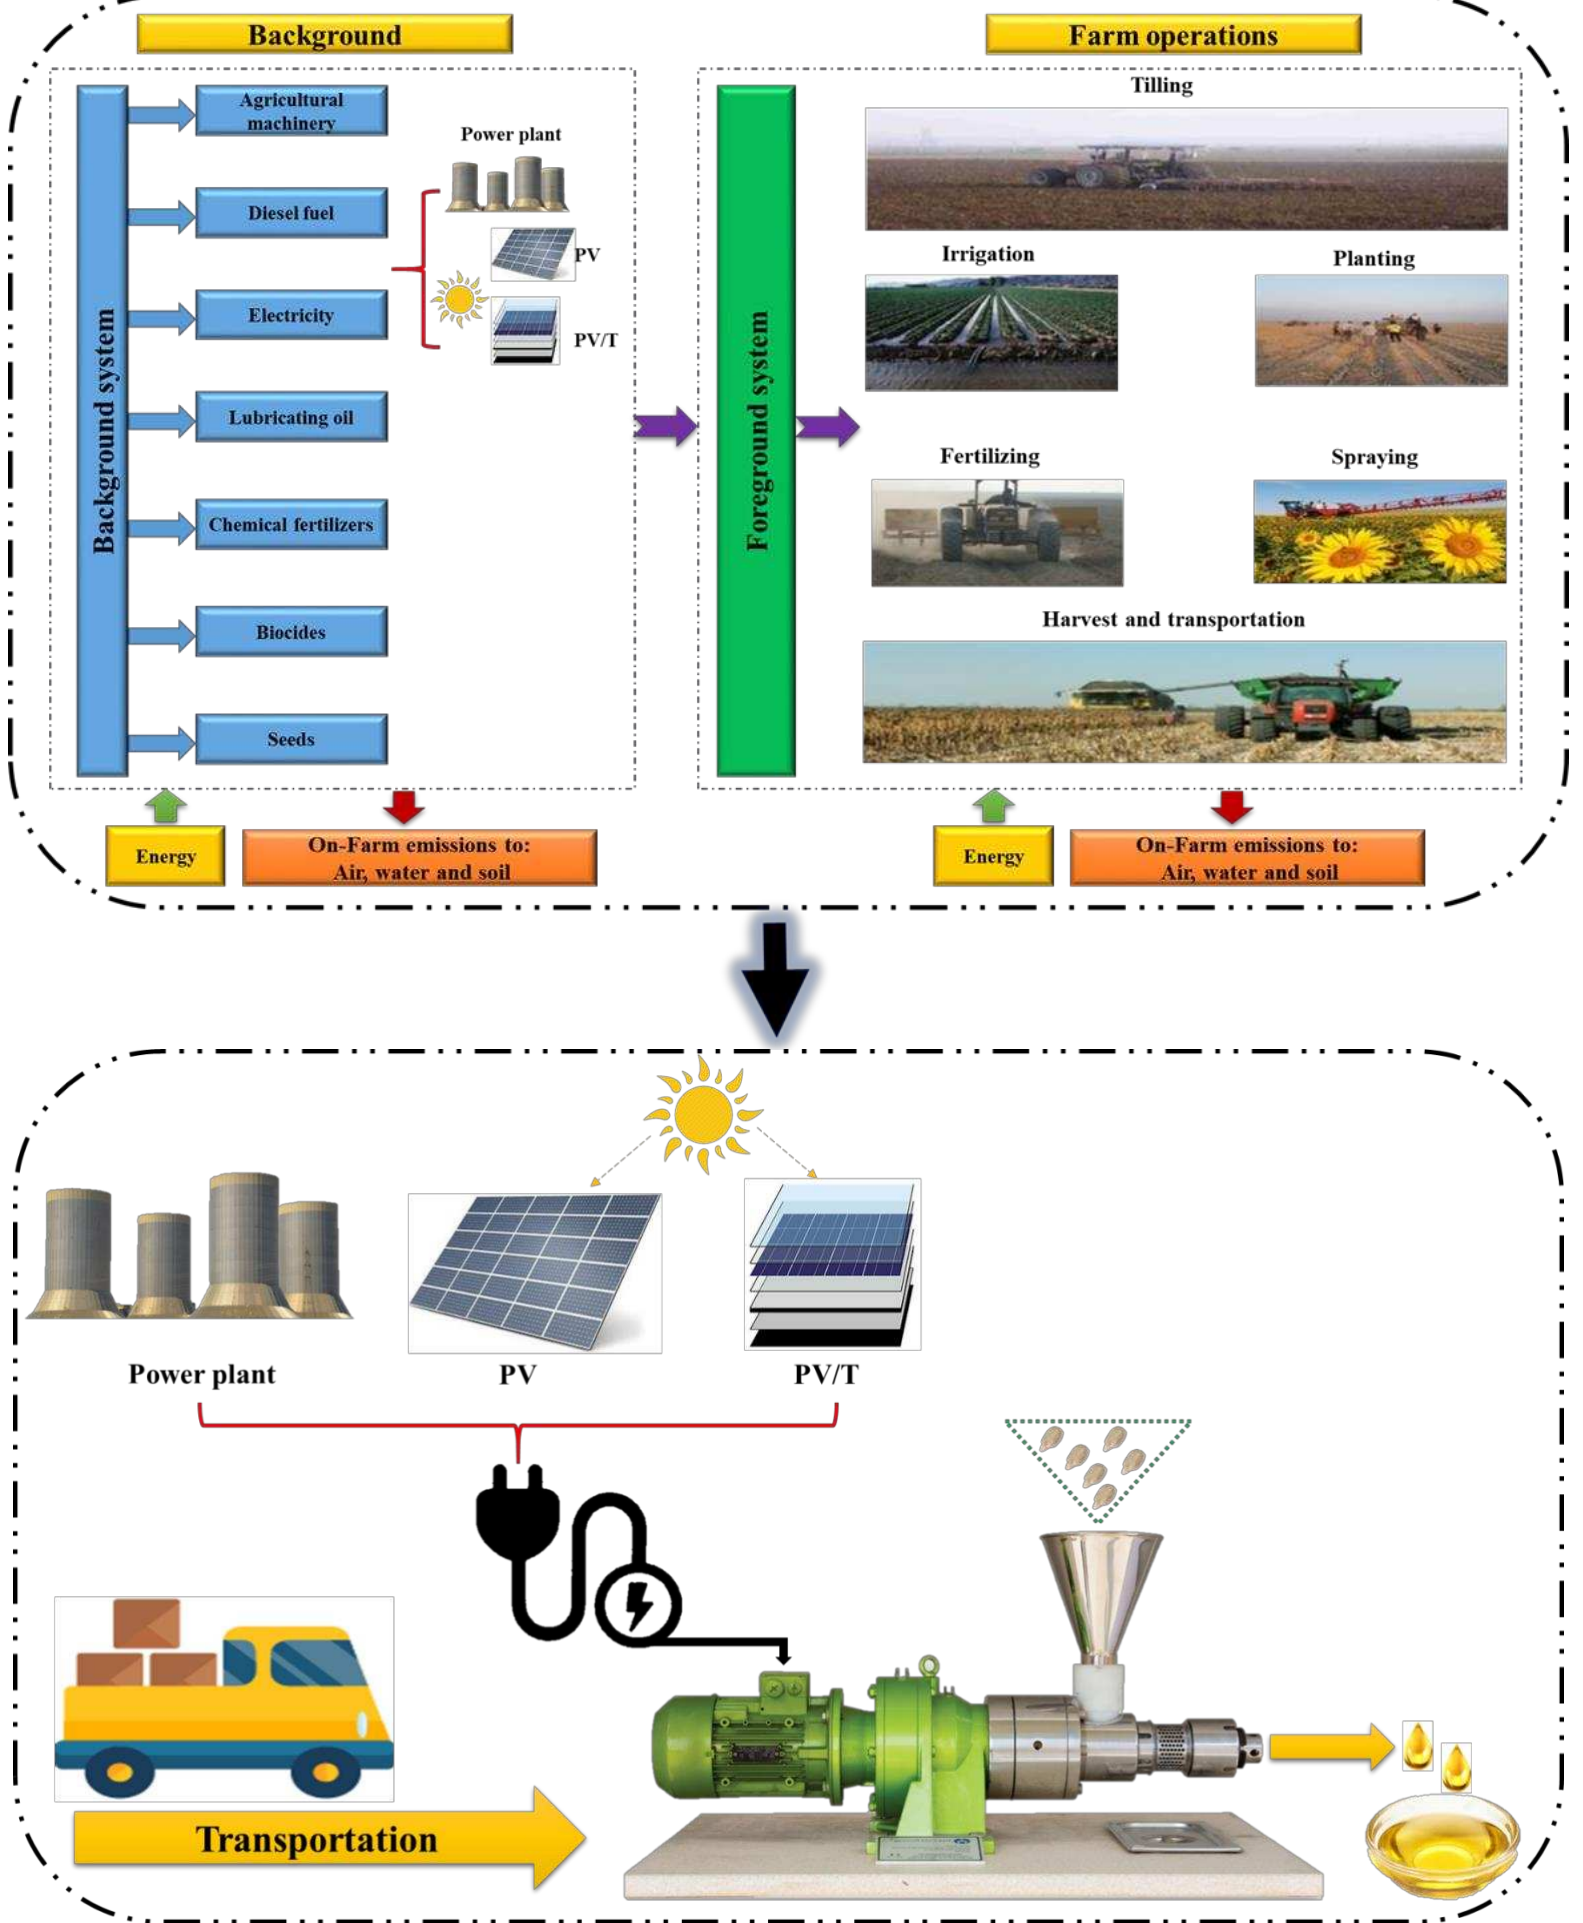 Background
Background system
Agricultural
machinery
Diesel fuel
Electricity
Lubricating oil
Chemical fertilizers
Biocides
Seeds
Power plant
PV
PV/T
Energy
On-Farm emissions to:
Air, water and soil
Farm operations
Foreground system
Tilling
Irrigation
Planting
Fertilizing
Spraying
Harvest and transportation
Energy
On-Farm emissions to:
Air, water and soil
Power plant
PV
PV/T
Transportation